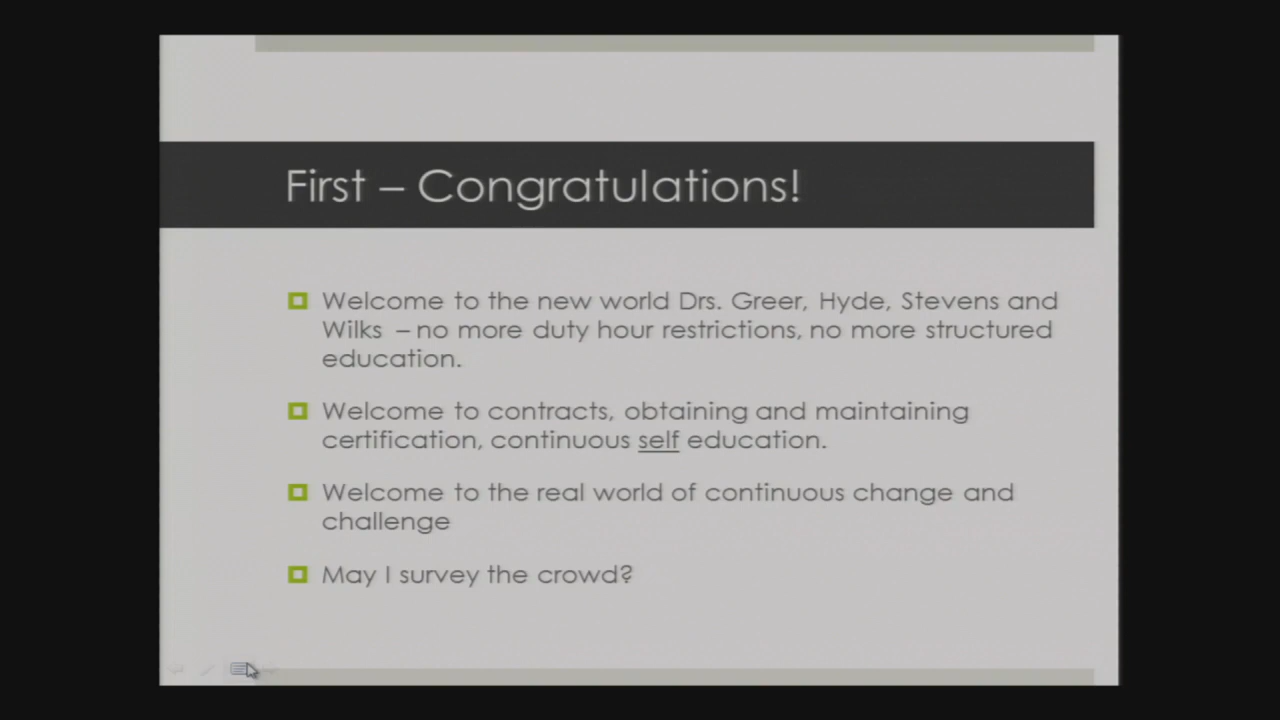 First – Congratulations!
Welcome to the new world Drs. Greer, Hyde, Stevens and
Wilks – no more duty hour restrictions, no more structured
education.
Welcome to contracts, obtaining and maintaining
certification, continuous self education.
Welcome to the real world of continuous change and
challenge
May I survey the crowd?